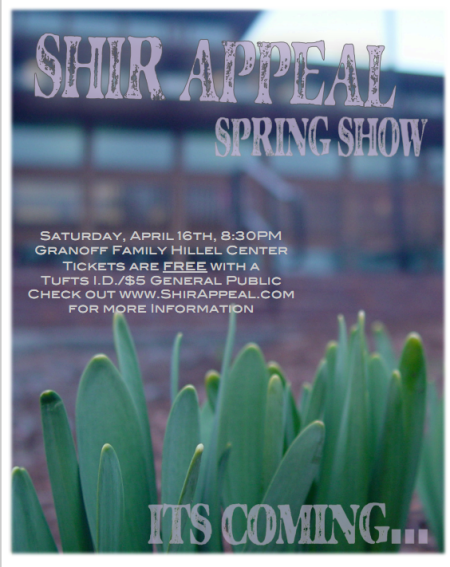 SHIR APPEAL
SPRING SHOW
SATURDAY, APRIL 16TH, 8:30PM
GRANOFF FAMILY HILLEL CENTER
TICKETS ARE FREE WITH A
TUFTS I.D./$5 GENERAL PUBLIC
CHECK OUT WWW.SHIRAPPEAL.COM
FOR MORE INFORMATION
ITS COMING...